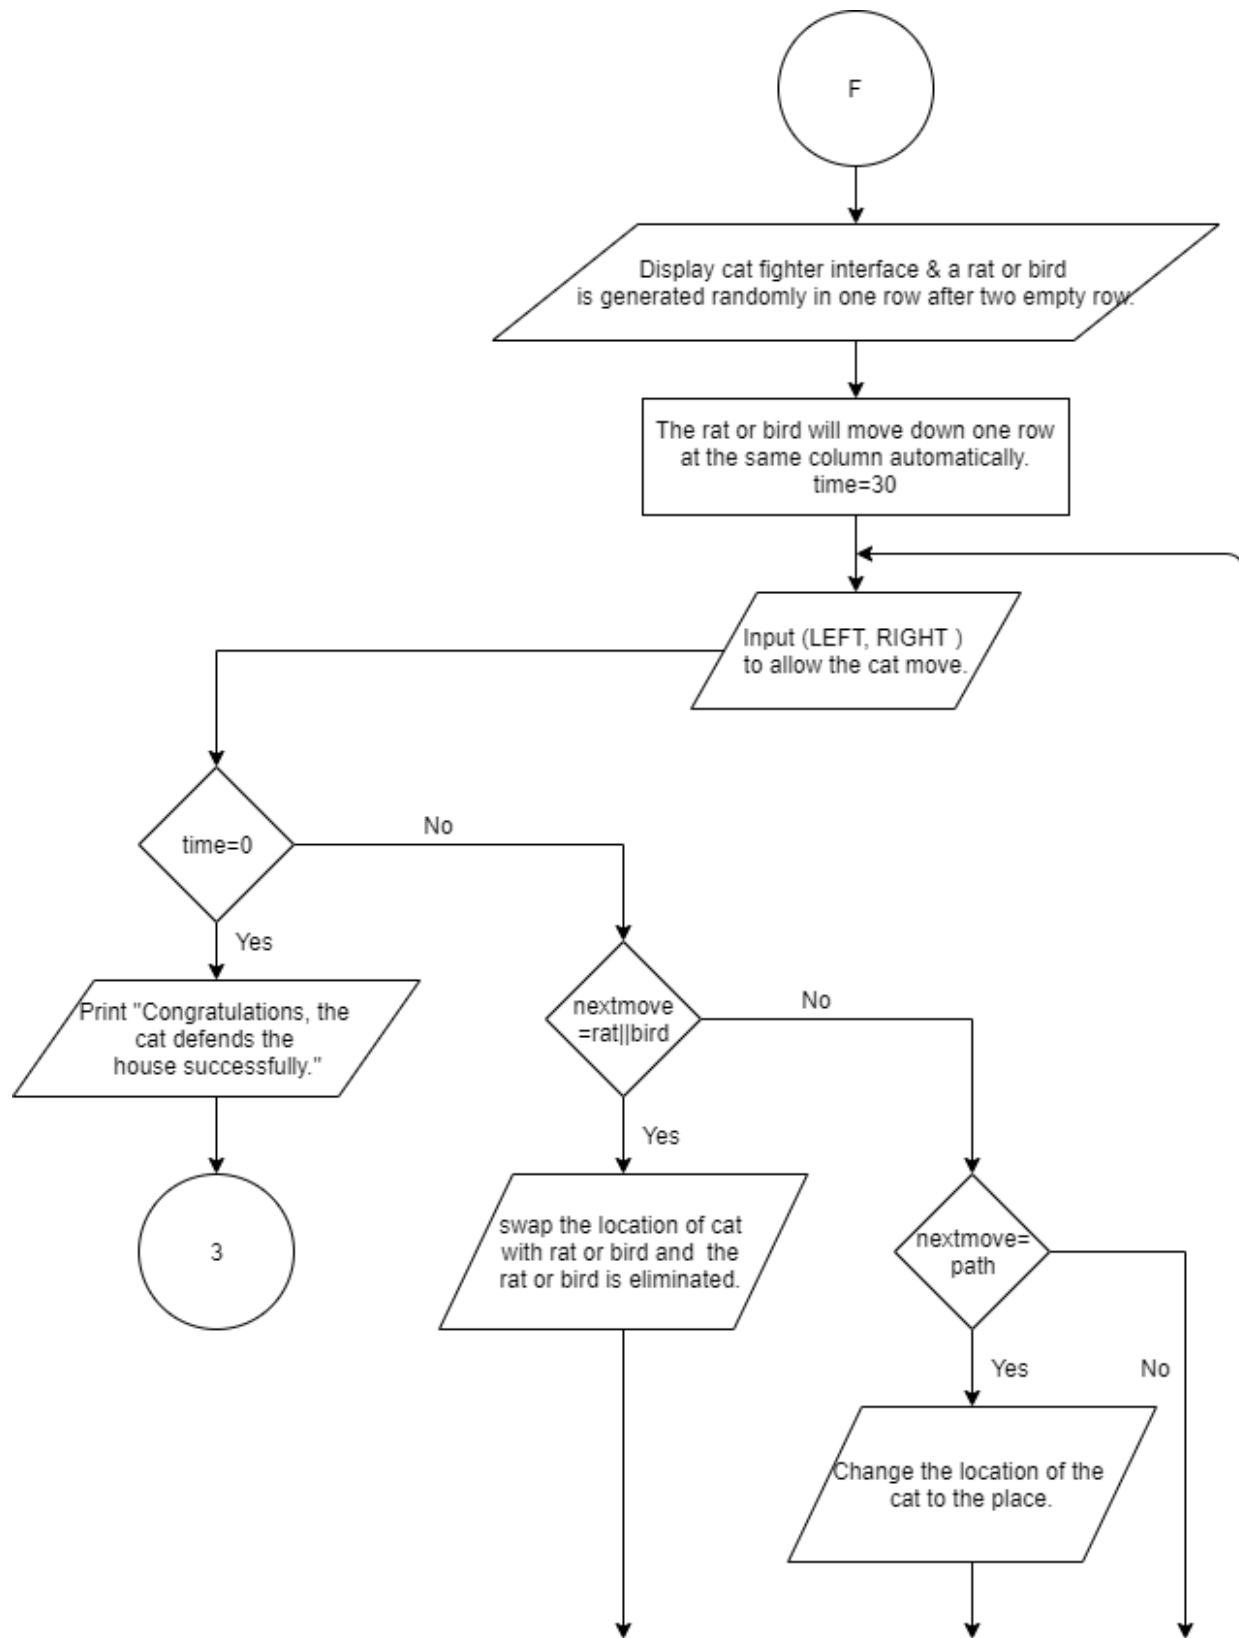 F
Display cat fighter interface & a rat or bird
is generated randomly in one row after two empty row.
The rat or bird will move down one row
at the same column automatically.
time=30
Input (LEFT, RIGHT )
to allow the cat move.
time=0
No
Yes
Print "Congratulations, the
cat defends the
house successfully."
3
nextmove
=rat||bird
No
Yes
swap the location of cat
with rat or bird and  the
rat or bird is eliminated.
nextmove=
path
Yes
No
Change the location of the
cat to the place.